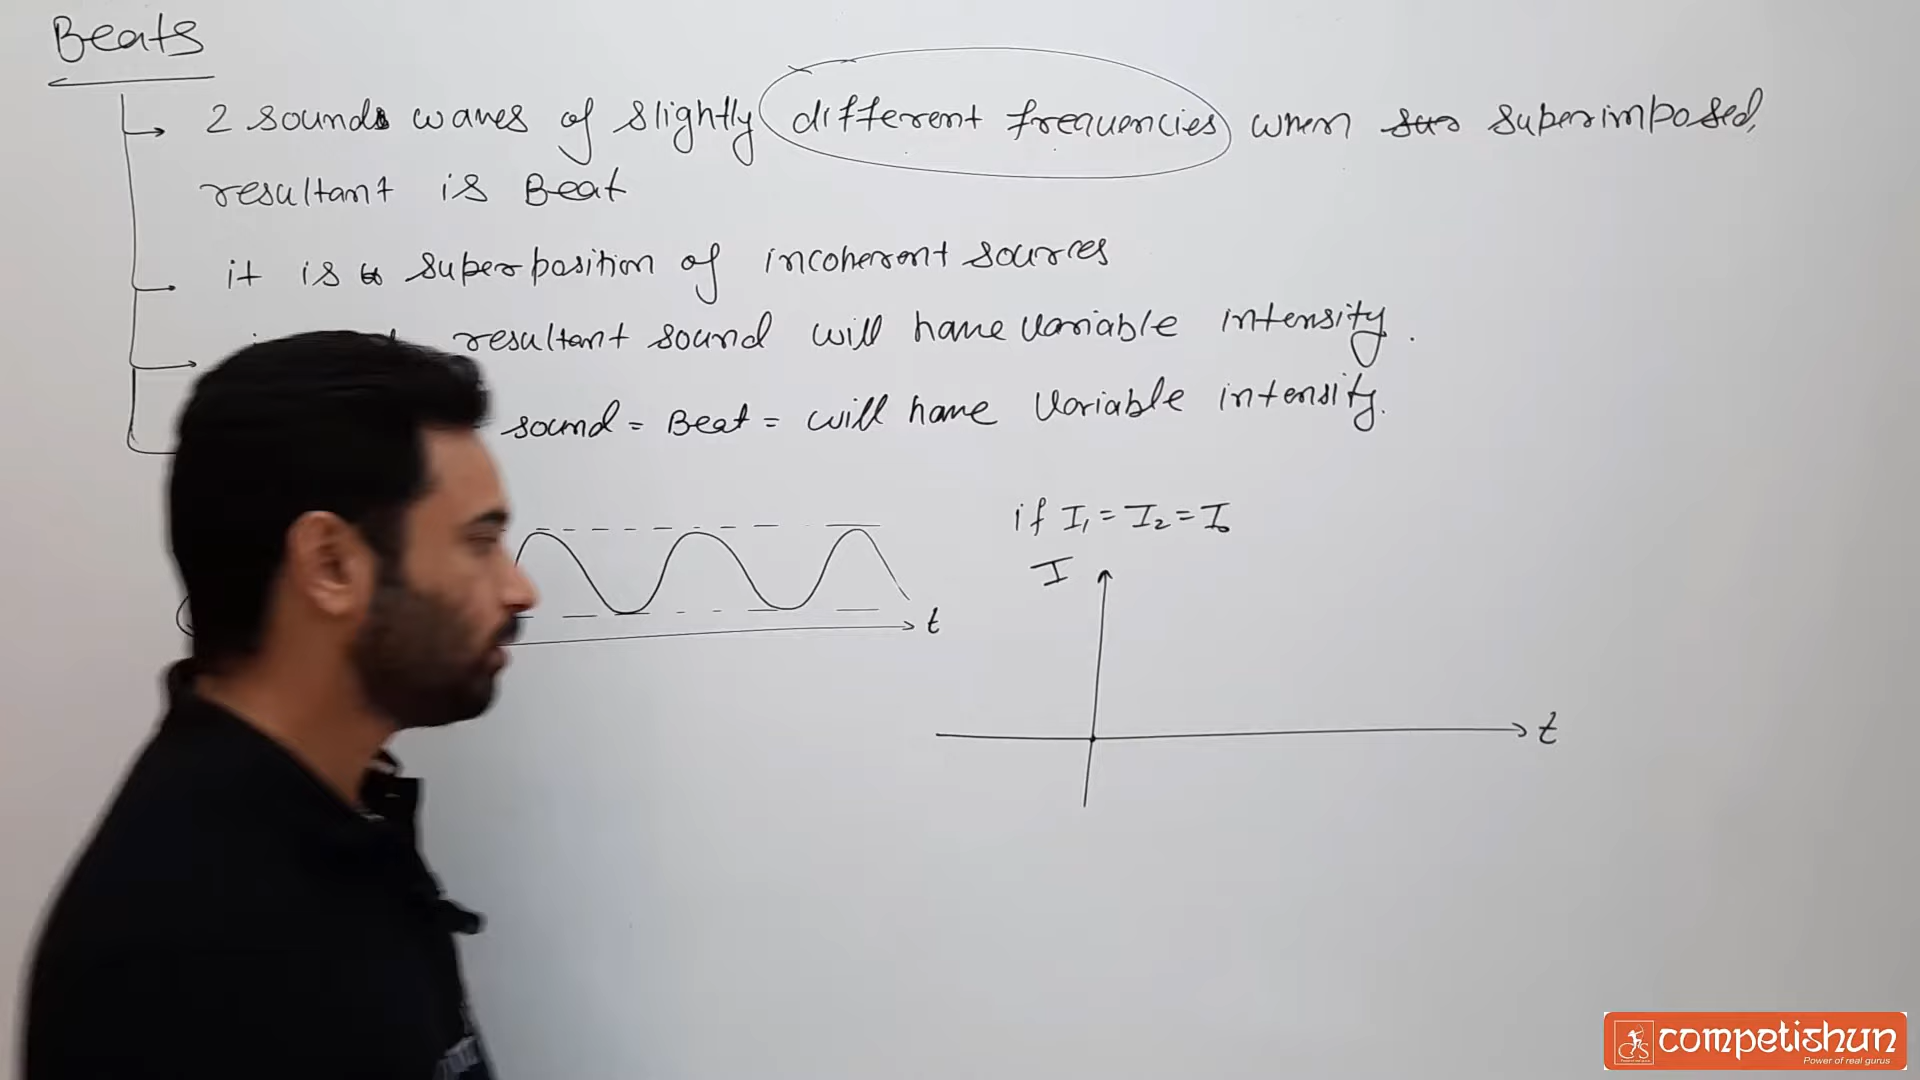 Beats
2 sounds waves of slightly different frequencies when superimposed,
resultant is Beat
it is superposition of incoherent sources
resultant sound will have variable intensity.
sound = Beat = will have variable intensity.
if I₁ = I₂ = I₀
I
t
t
competishun
Power of real gurus